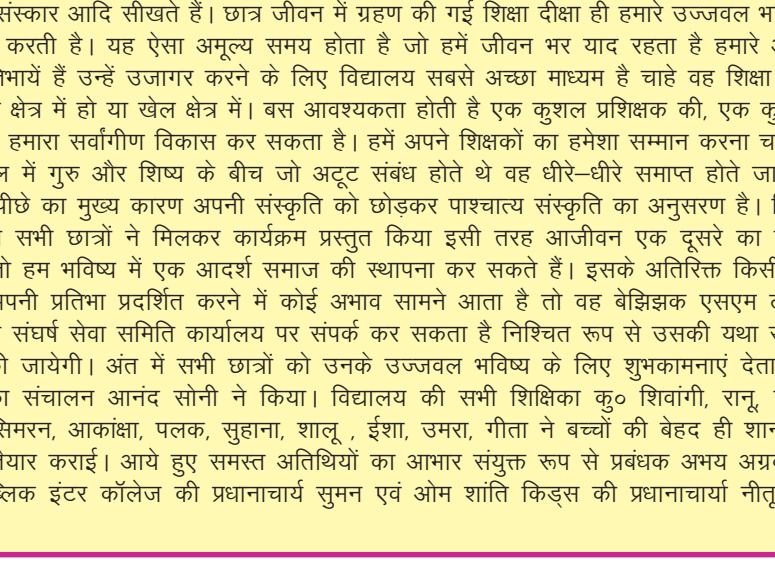 संस्कार आदि सीखते हैं। छात्र जीवन में ग्रहण की गई शिक्षा दीक्षा ही हमारे उज्जवल
करती है। यह ऐसा अमूल्य समय होता है जो हमें जीवन भर याद रहता है हमारे
हैं उन्हें उजागर करने के लिए विद्यालय सबसे अच्छा माध्यम है चाहे वह शिक्षा
क्षेत्र में हो या खेल क्षेत्र में। बस आवश्यकता होती है एक कुशल प्रशिक्षक की, एक
हमारा सर्वांगीण विकास कर सकता है। हमें अपने शिक्षकों का हमेशा सम्मान करना
में गुरु और शिष्य के बीच जो अटूट संबंध होते थे वह धीरे–धीरे समाप्त होते
पीछे का मुख्य कारण अपनी संस्कृति को छोड़कर पाश्चात्य संस्कृति का अनुसरण है।
सभी छात्रों ने मिलकर कार्यक्रम प्रस्तुत किया इसी तरह आजीवन एक दूसरे का
हम भविष्य में एक आदर्श समाज की स्थापना कर सकते हैं। इसके अतिरिक्त किसी
प्रतिभा प्रदर्शित करने में कोई अभाव सामने आता है तो वह बेझिझक एसएम
संघर्ष सेवा समिति कार्यालय पर संपर्क कर सकता है निश्चित रूप से उसकी यथा
जायेगी। अंत में सभी छात्रों को उनके उज्जवल भविष्य के लिए शुभकामनाएं देता
संचालन आनंद सोनी ने किया। विद्यालय की सभी शिक्षिका कु० शिवांगी, रानू,
सिमरन, आकांक्षा, पलक, सुहाना, शालू , ईशा, उमरा, गीता ने बच्चों की बेहद ही
कराई। आये हुए समस्त अतिथियों का आभार संयुक्त रूप से प्रबंधक अभय
इंटर कॉलेज की प्रधानाचार्य सुमन एवं ओम शांति किड्स की प्रधानाचार्या नीतू